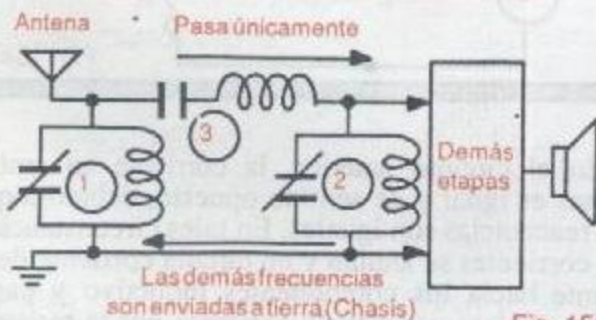 Antena
Pasa únicamente
3
1
2
Demás
etapas
Las demás frecuencias
son enviadas a tierra (Chasis)